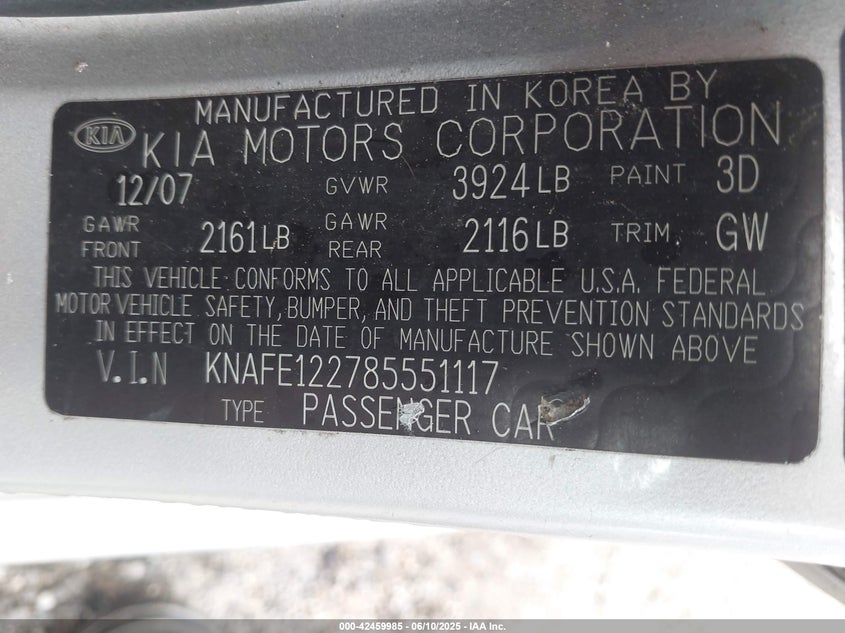 MANUFACTURED IN KOREA BY
KIA KIA MOTORS CORPORATION
12/07 GVWR 3924LB PAINT 3D
GAWR FRONT 2161LB GAWR REAR 2116LB TRIM GW
THIS VEHICLE CONFORMS TO ALL APPLICABLE U.S.A. FEDERAL
MOTOR VEHICLE SAFETY, BUMPER, AND THEFT PREVENTION STANDARDS
IN EFFECT ON THE DATE OF MANUFACTURE SHOWN ABOVE
V.I.N KNAFE122785551117
TYPE PASSENGER CAR
000-42459985 - 06/10/2025 - IAA Inc.